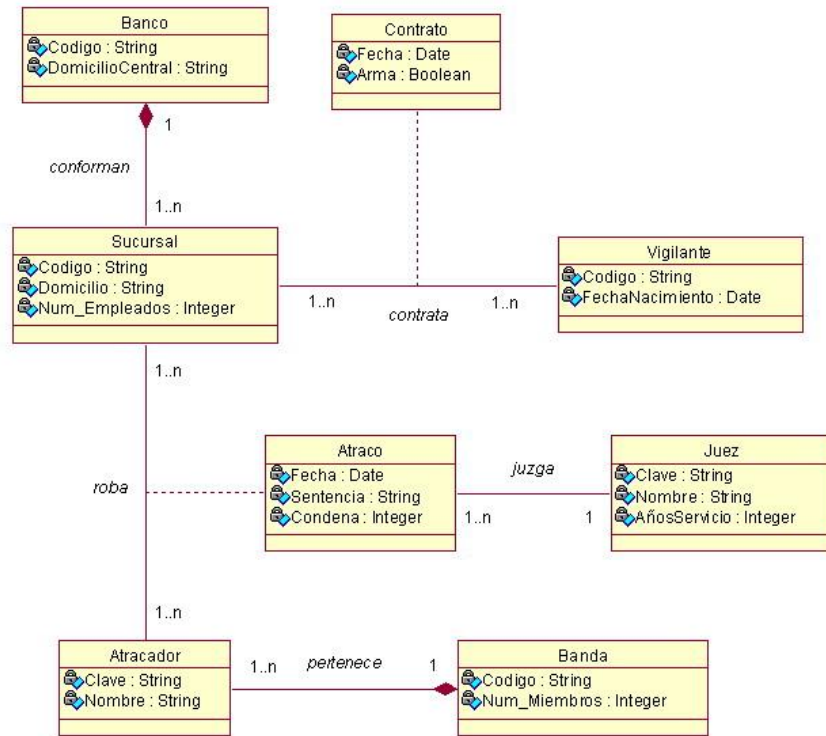 Banco
Codigo : String
DomicilioCentral : String
Contrato
Fecha : Date
Arma : Boolean
1
conforman
1..n
Sucursal
Codigo : String
Domicilio : String
Num_Empleados : Integer
Vigilante
Codigo : String
FechaNacimiento : Date
1..n
1..n
contrata
1..n
Atraco
Fecha : Date
Sentencia : String
Condena : Integer
juzga
1..n
1
Juez
Clave : String
Nombre : String
AñosServicio : Integer
roba
1..n
Atracador
Clave : String
Nombre : String
1..n
pertenece
1
Banda
Codigo : String
Num_Miembros : Integer